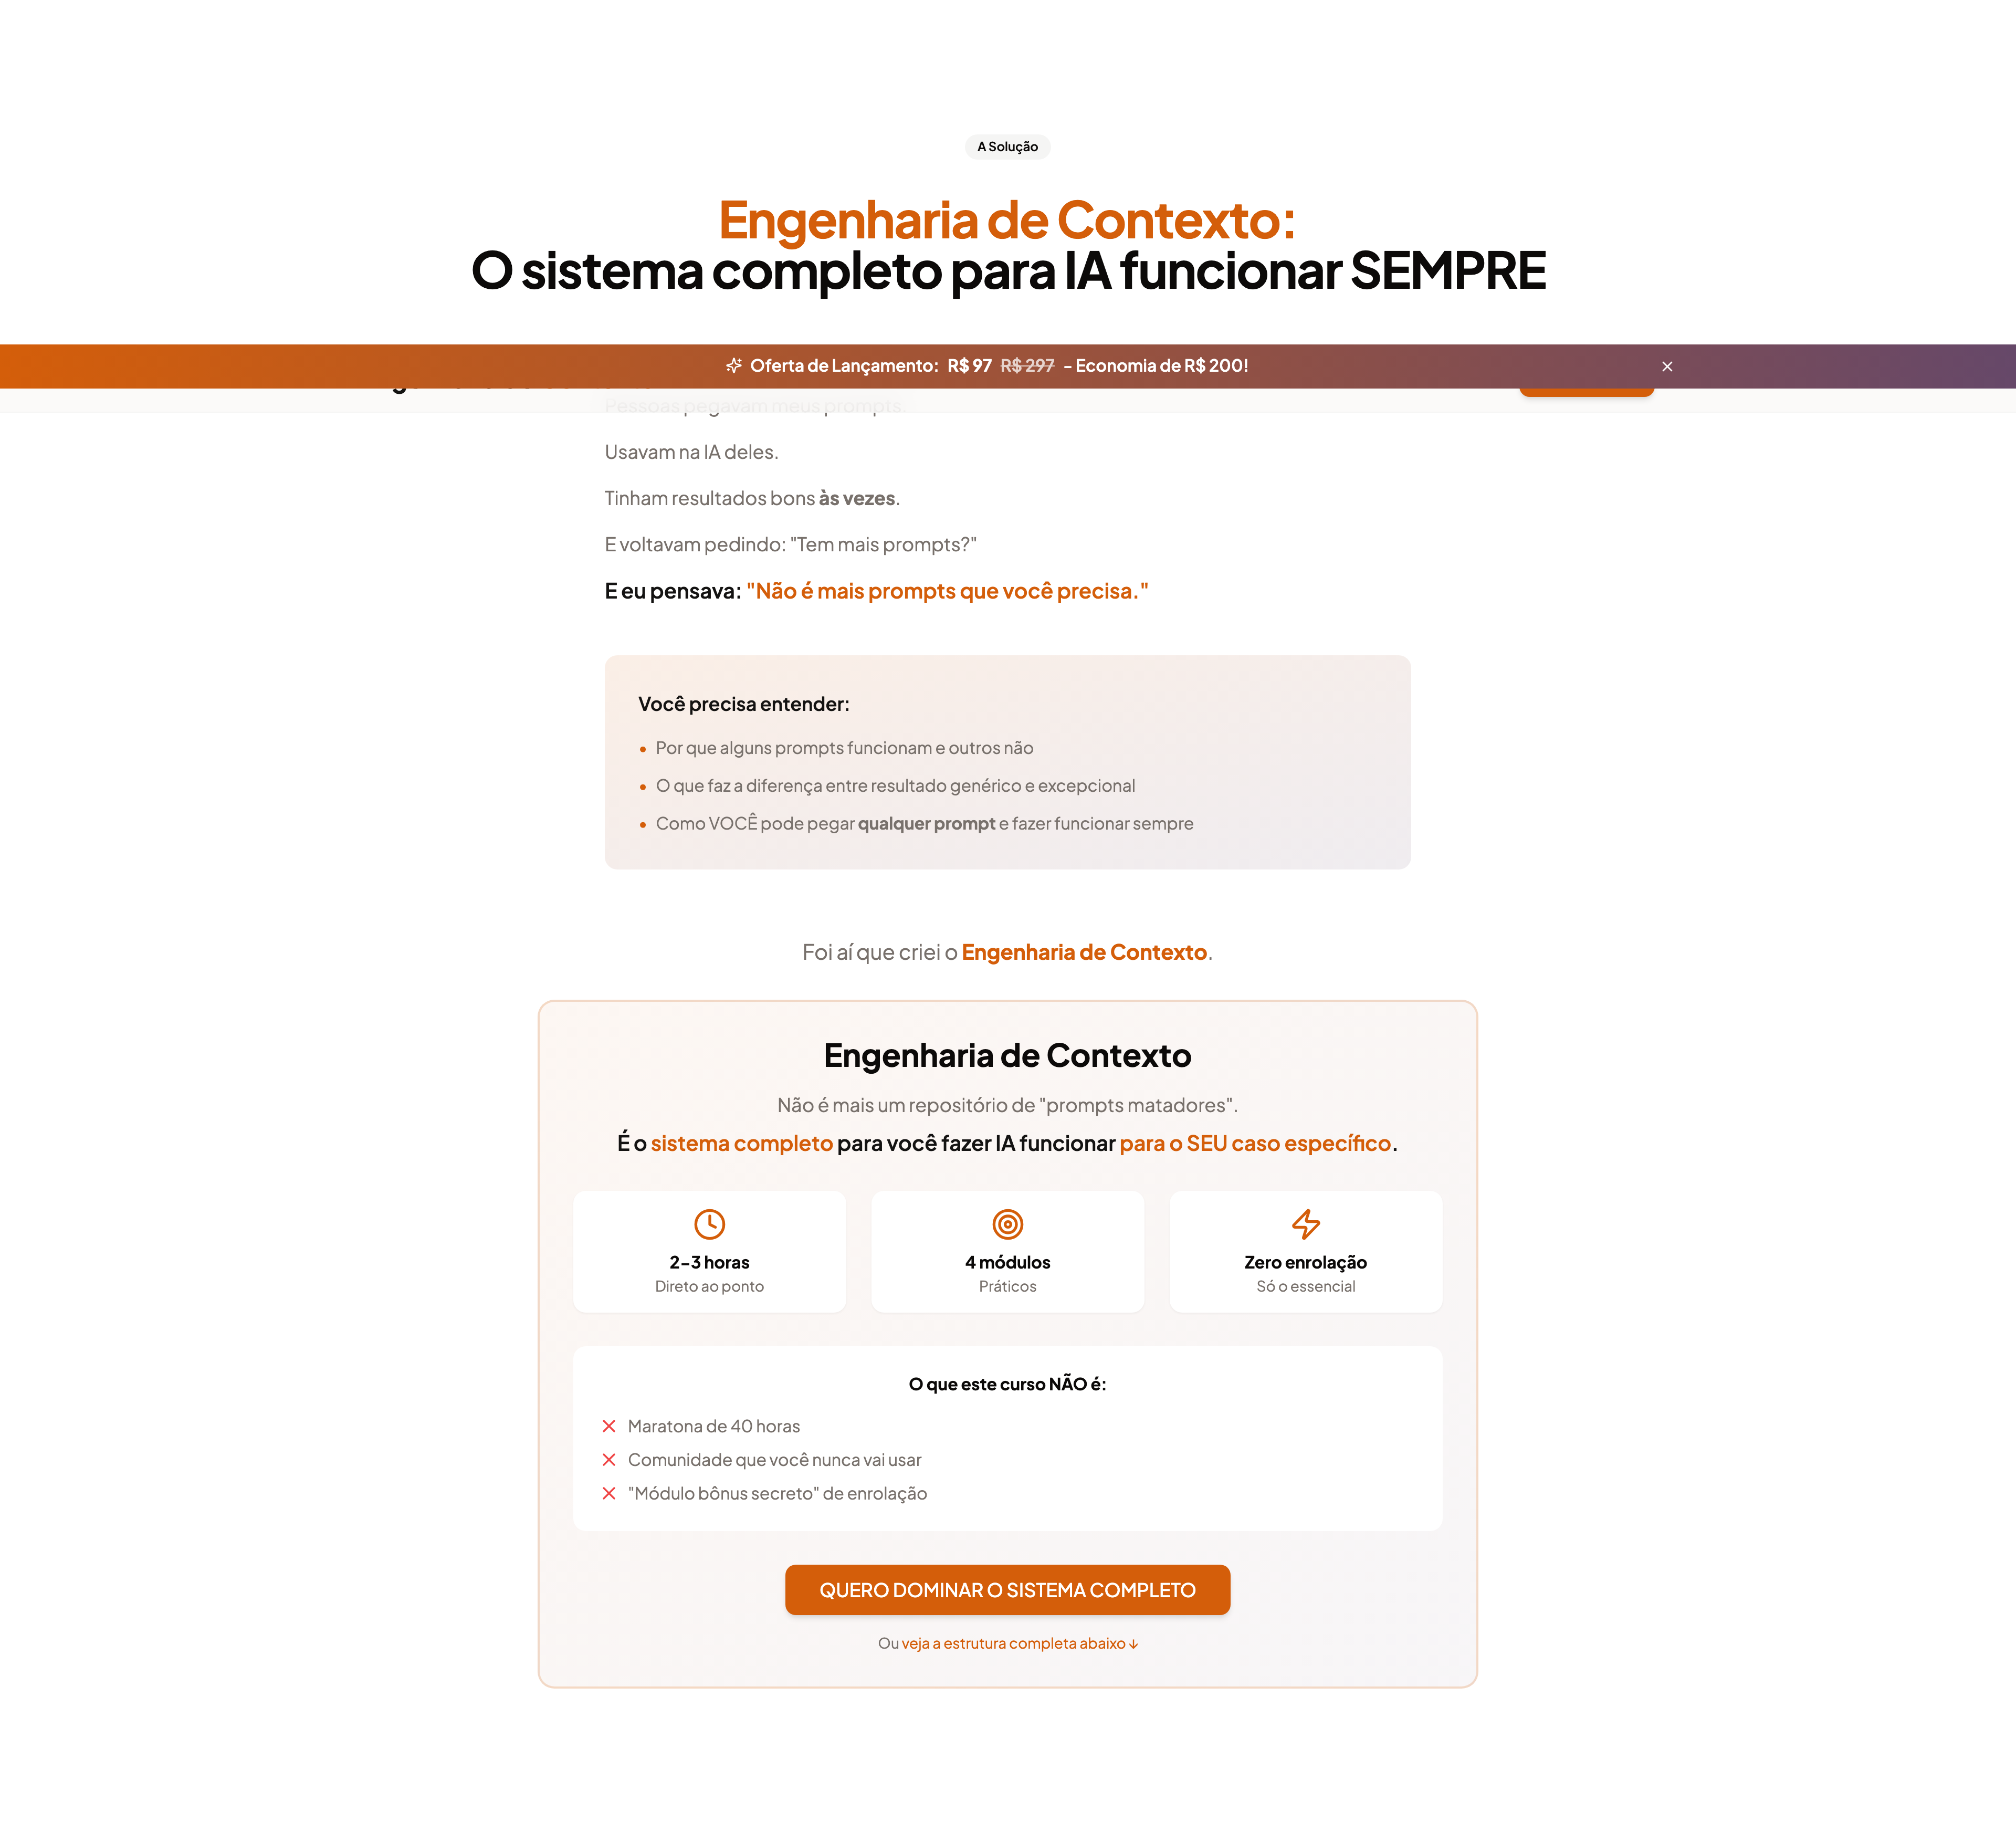 A Solução
Engenharia de Contexto:
O sistema completo para IA funcionar SEMPRE
Oferta de Lançamento: R$ 97 R$ 297 - Economia de R$ 200!
Pessoas pegavam meus prompts.
Usavam na IA deles.
Tinham resultados bons às vezes.
E voltavam pedindo: "Tem mais prompts?"
E eu pensava: "Não é mais prompts que você precisa."
Você precisa entender:
Por que alguns prompts funcionam e outros não
O que faz a diferença entre resultado genérico e excepcional
Como VOCÊ pode pegar qualquer prompt e fazer funcionar sempre
Foi aí que criei o Engenharia de Contexto.
Engenharia de Contexto
Não é mais um repositório de "prompts matadores".
É o sistema completo para você fazer IA funcionar para o SEU caso específico.
2-3 horas
Direto ao ponto
4 módulos
Práticos
Zero enrolação
Só o essencial
O que este curso NÃO é:
Maratona de 40 horas
Comunidade que você nunca vai usar
"Módulo bônus secreto" de enrolação
QUERO DOMINAR O SISTEMA COMPLETO
Ou veja a estrutura completa abaixo ↓